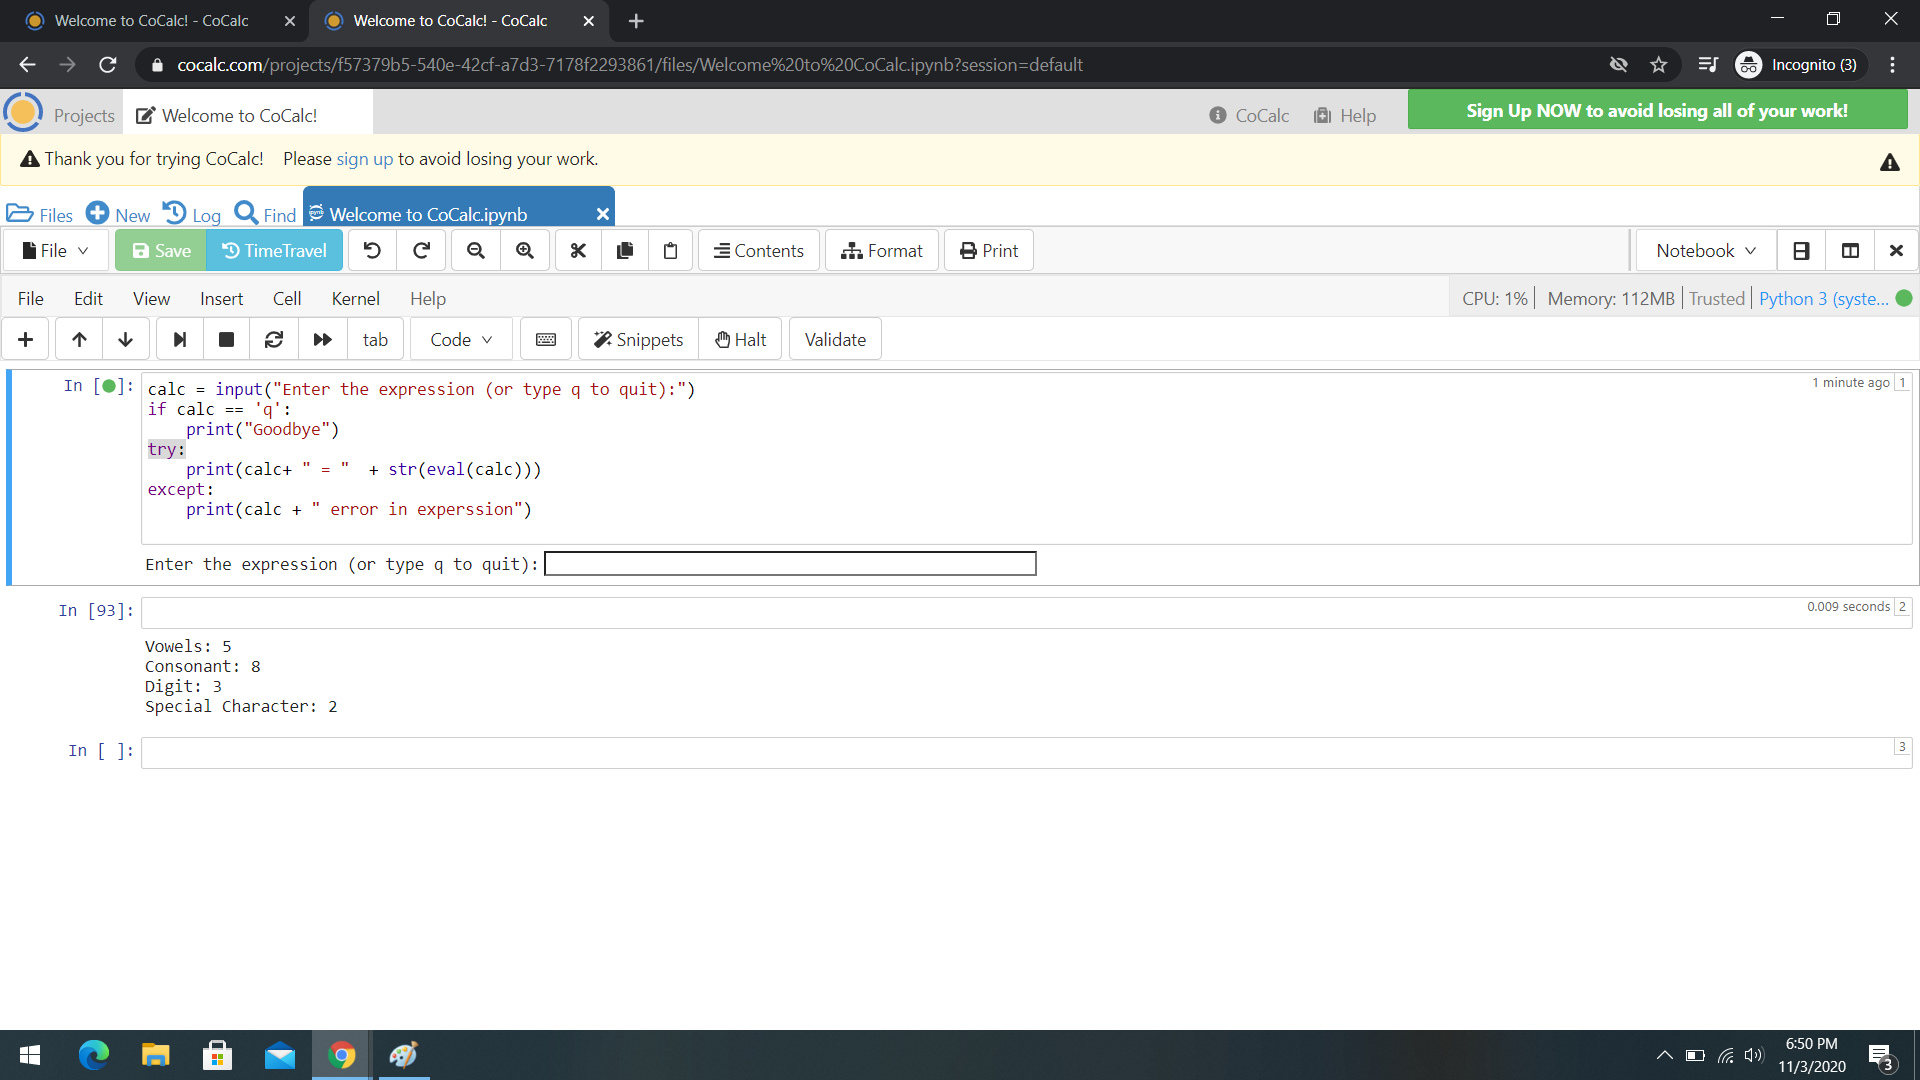 Welcome to CoCalc! - CoCalc
Welcome to CoCalc! - CoCalc
cocalc.com/projects/f57379b5-540e-42cf-a7d3-7178f2293861/files/Welcome%20to%20CoCalc.ipynb?session=default
Incognito (3)
Projects
Welcome to CoCalc!
CoCalc
Help
Sign Up NOW to avoid losing all of your work!
Thank you for trying CoCalc! Please sign up to avoid losing your work.
Files
New
Log
Find
Welcome to CoCalc.ipynb
File
Save
TimeTravel
Contents
Format
Print
Notebook
File Edit View Insert Cell Kernel Help
CPU: 1% Memory: 112MB Trusted Python 3 (syste...
tab
Code
Snippets
Halt
Validate
In [ ]:
calc = input("Enter the expression (or type q to quit):")
if calc == 'q':
    print("Goodbye")
try:
    print(calc+ " = "  + str(eval(calc)))
except:
    print(calc + " error in experssion")
1 minute ago 1
Enter the expression (or type q to quit):
In [93]:
0.009 seconds 2
Vowels: 5
Consonant: 8
Digit: 3
Special Character: 2
In [ ]:
3
6:50 PM
11/3/2020
3